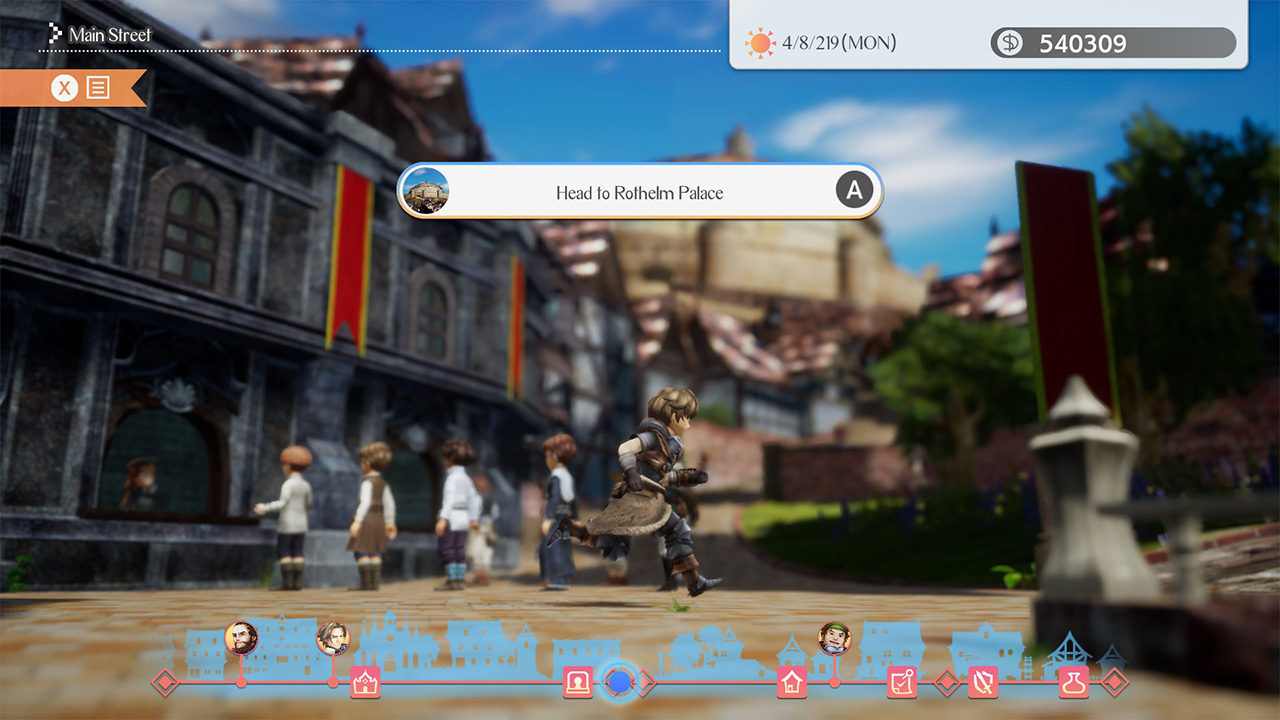 Main Street
4/8/219(MON)
540309
X
Head to Rothelm Palace
A